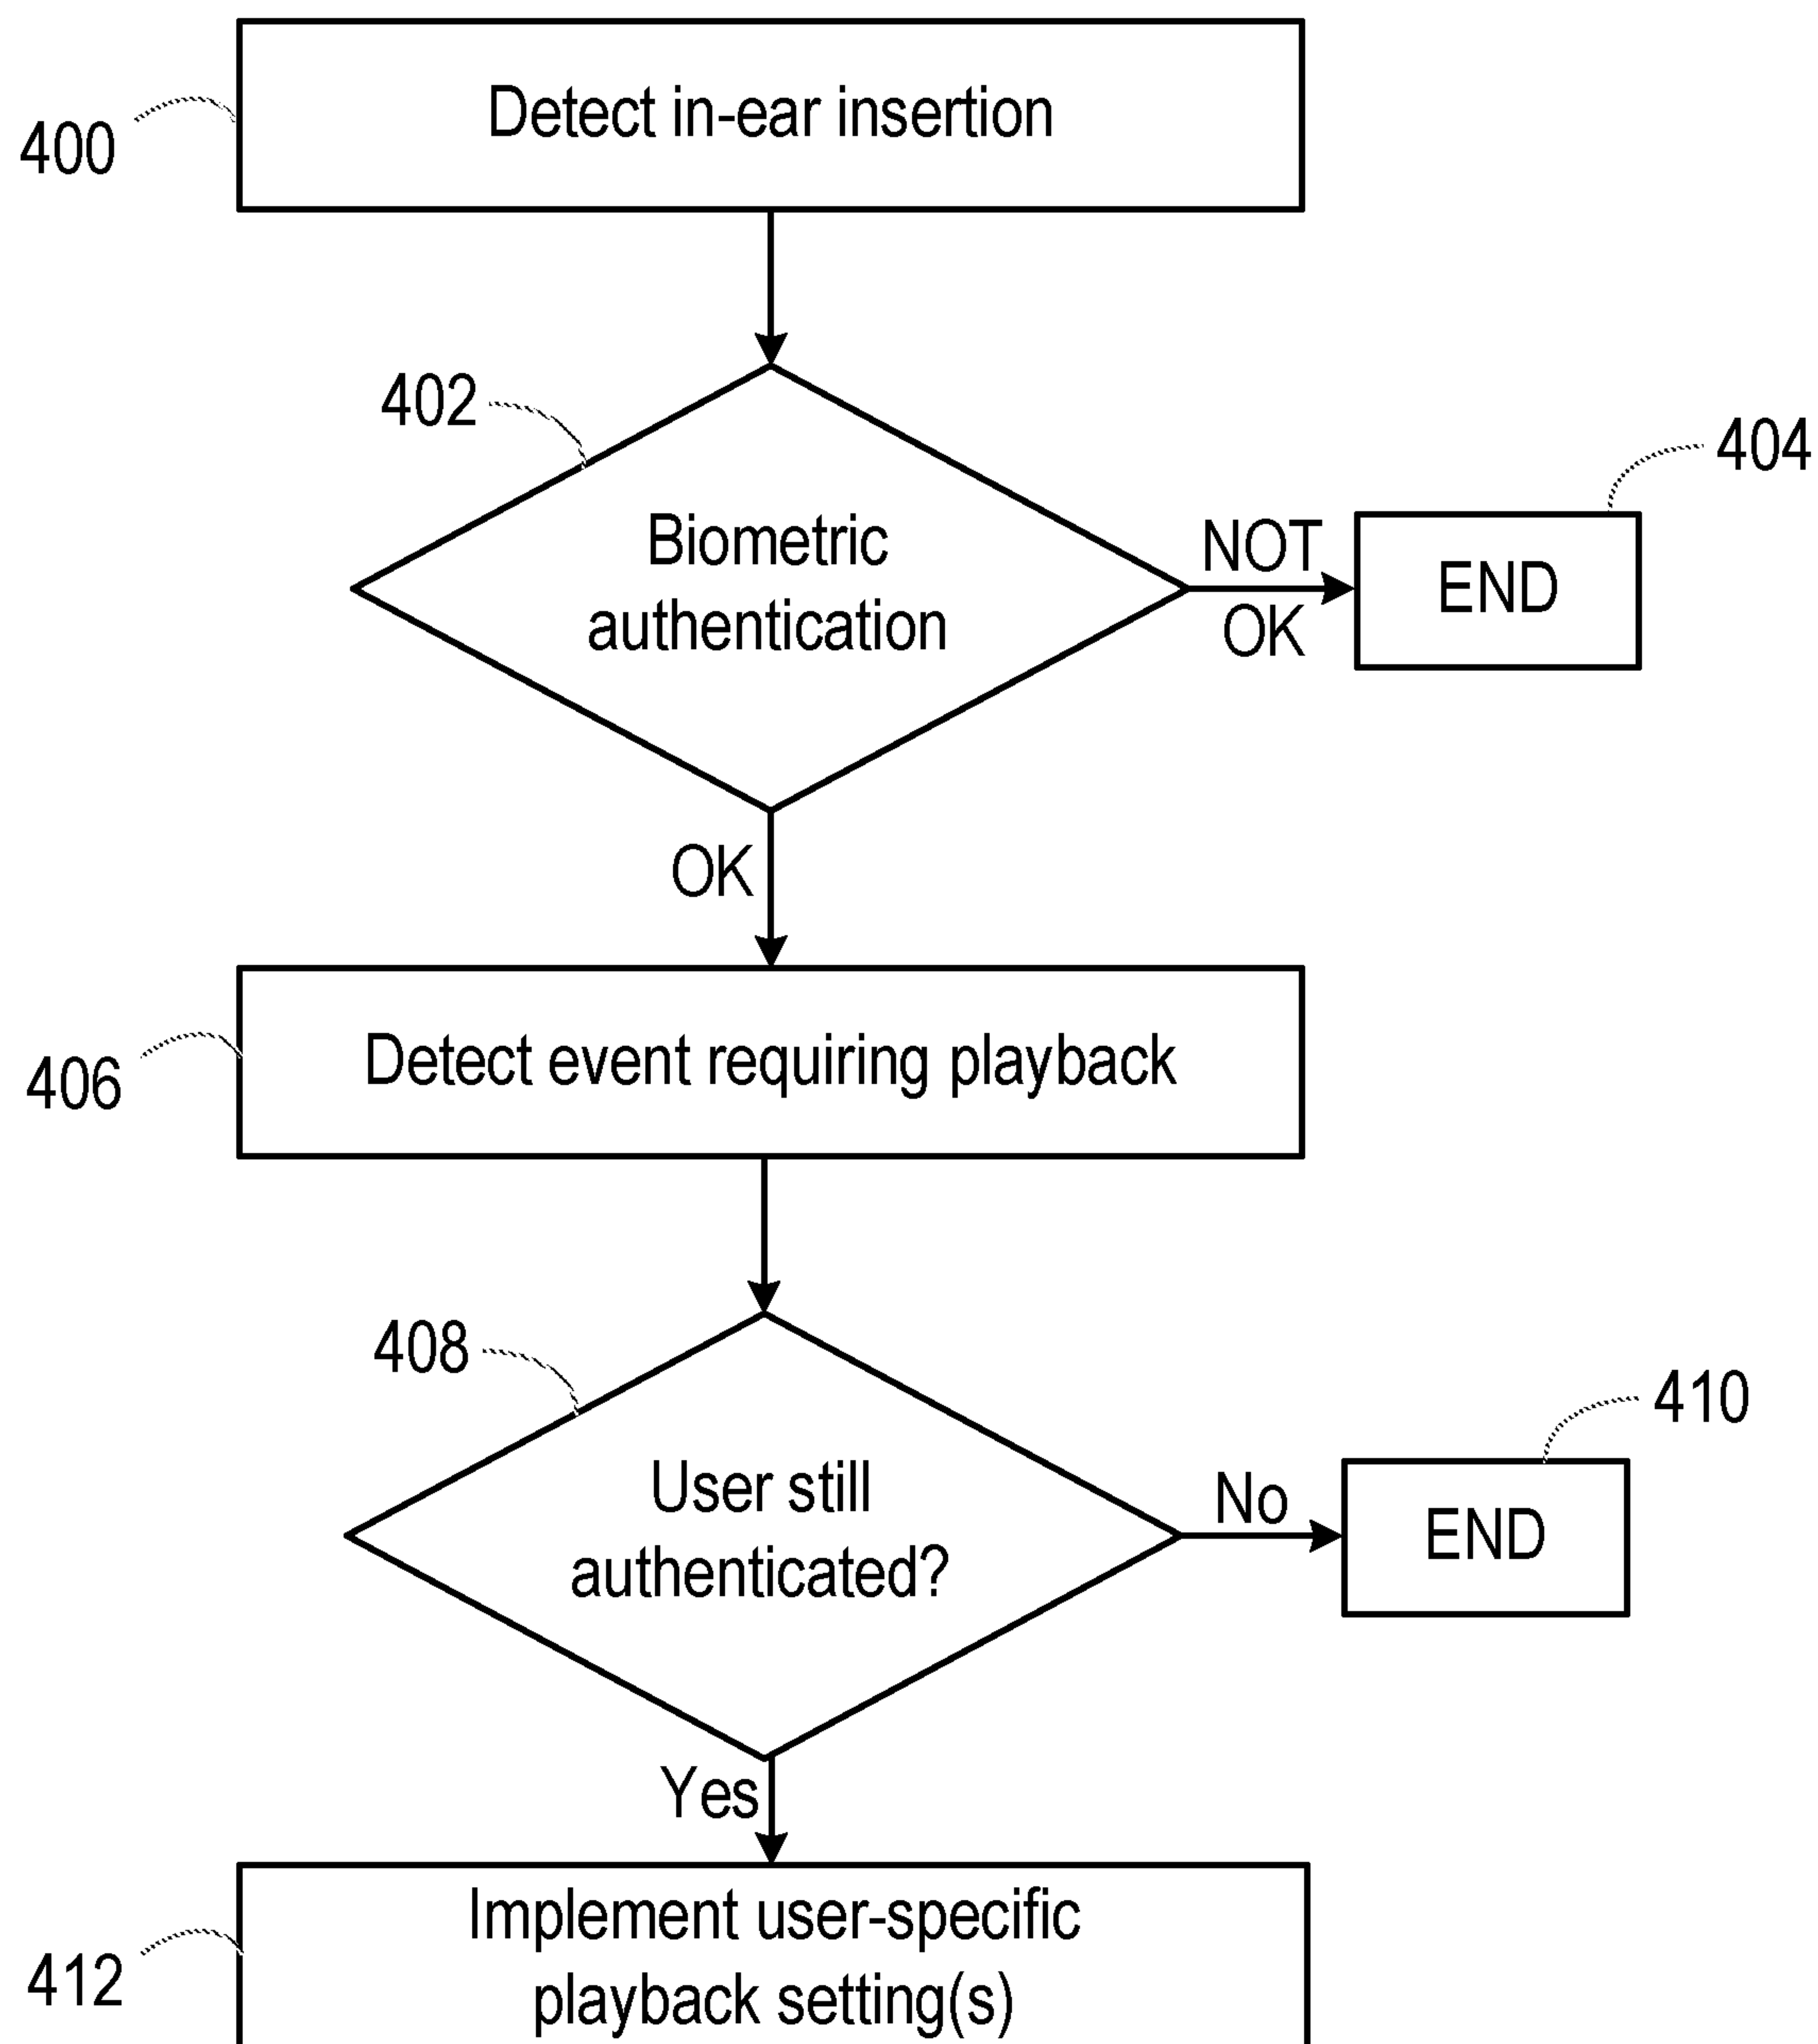 Detect in-ear insertion
400
402
404
Biometric
authentication
NOT
OK
END
OK
Detect event requiring playback
406
408
410
User still
authenticated?
No
END
Yes
Implement user-specific
playback setting(s)
412